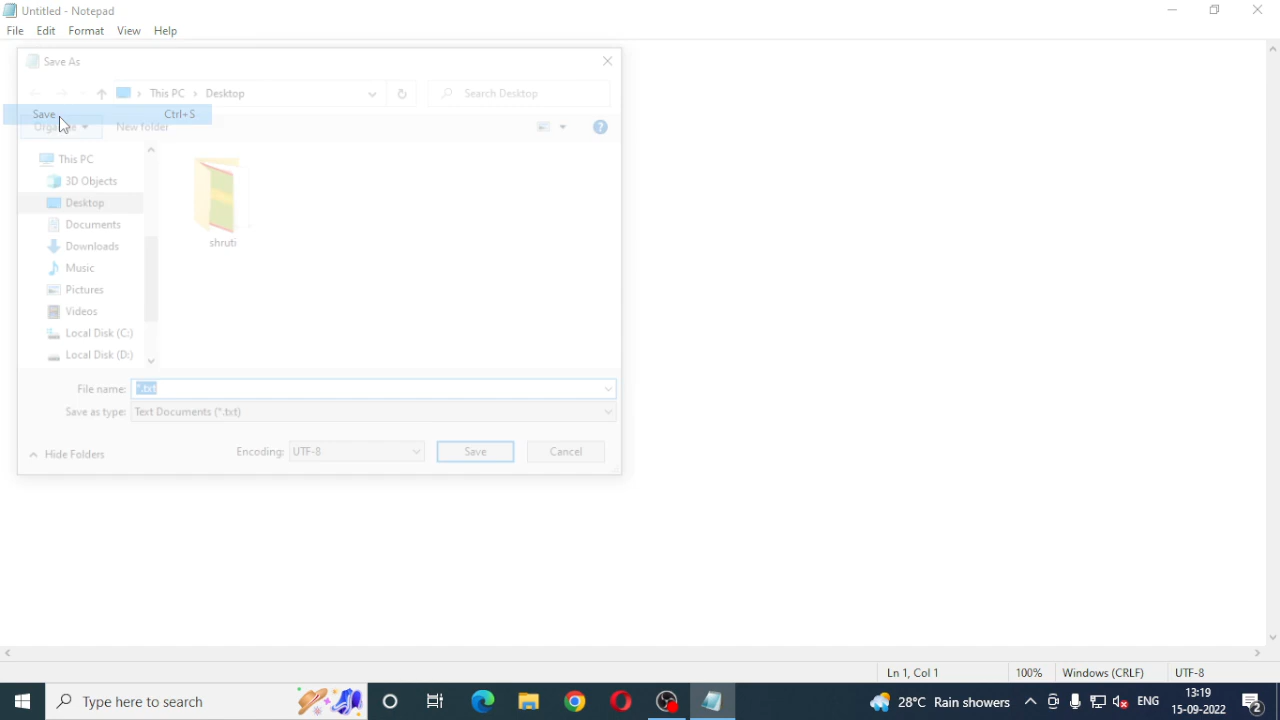 Untitled - Notepad
File Edit Format View Help
Save As
This PC Desktop Search Desktop
Save Ctrl+S
Organize New folder
This PC
3D Objects
Desktop
Documents
Downloads
Music
Pictures
Videos
Local Disk (C:)
Local Disk (D:)
shruti
File name: *.txt
Save as type: Text Documents (*.txt)
Hide Folders Encoding: UTF-8 Save Cancel
Ln 1, Col 1 100% Windows (CRLF) UTF-8
Type here to search 28°C Rain showers ENG 13:19
15-09-2022 2